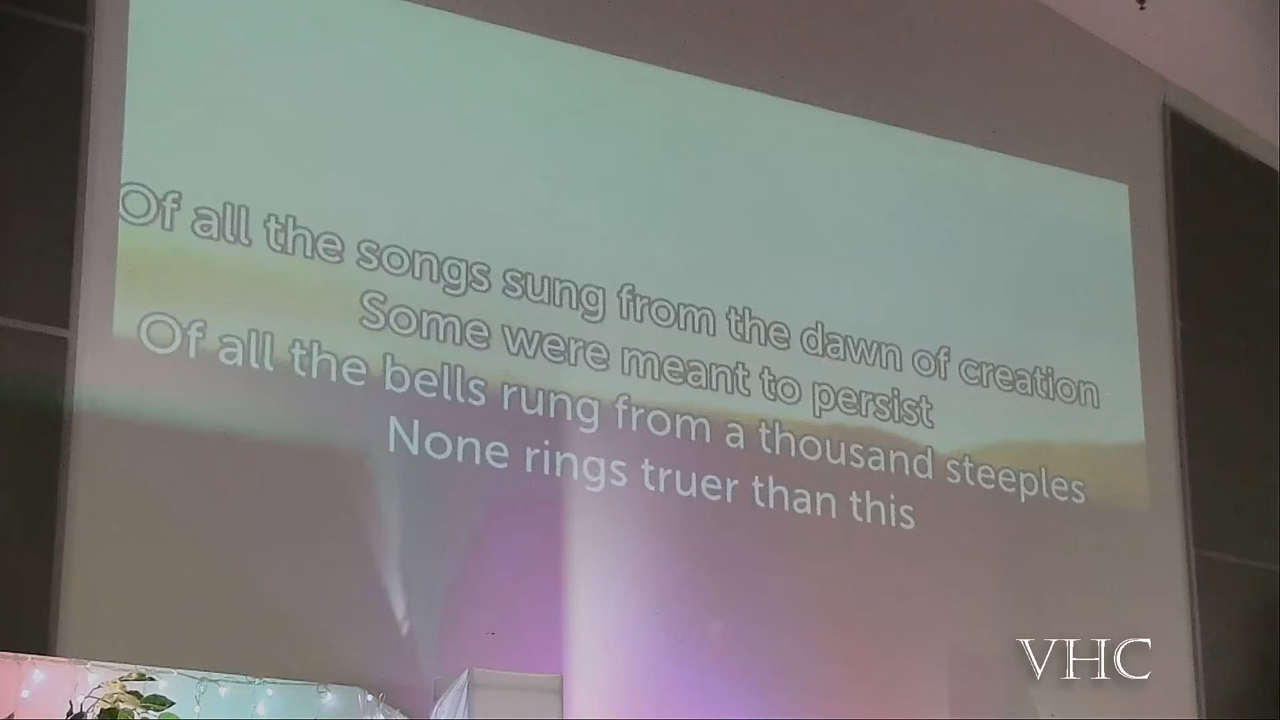 Of all the songs sung from the dawn of creation
Some were meant to persist
Of all the bells rung from a thousand steeples
None rings truer than this
VHC